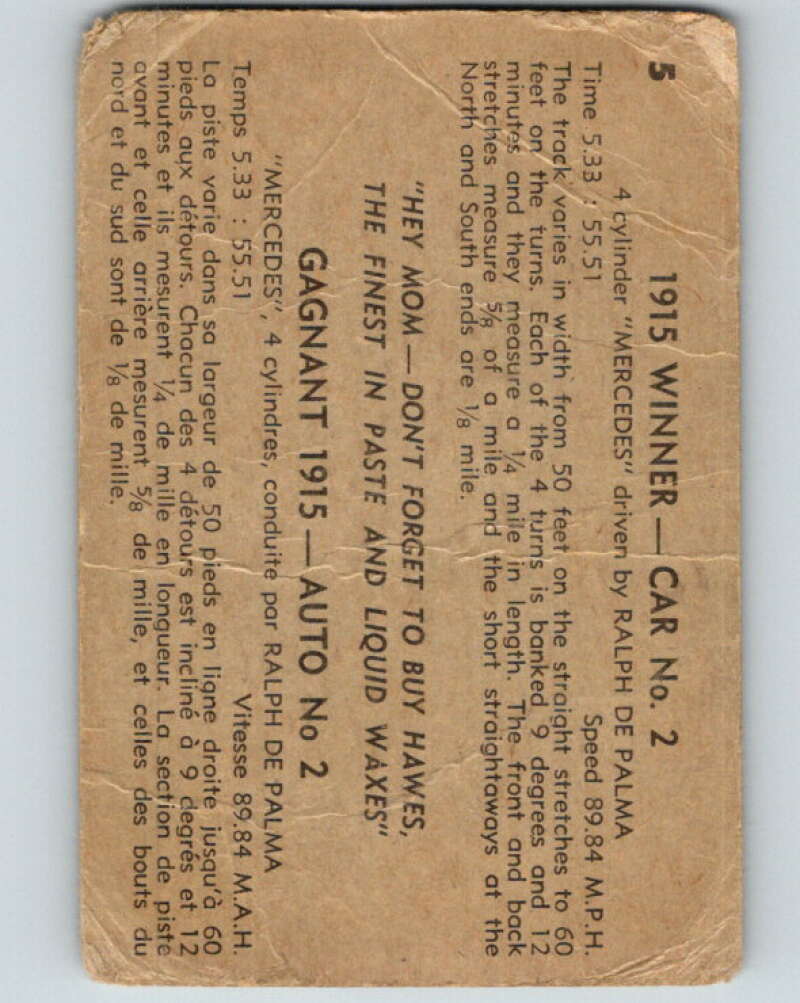 5
1915 WINNER — CAR No. 2
4 cylinder "MERCEDES" driven by RALPH DE PALMA
Time 5.33 : 55.51 Speed 89.84 M.P.H.
The track varies in width from 50 feet on the straight stretches to 60
feet on the turns. Each of the 4 turns is banked 9 degrees and 12
minutes and they measure a ¼ mile in length. The front and back
stretches measure ⅝ of a mile and the short straightaways at the
North and South ends are ⅛ mile.
"HEY MOM — DON'T FORGET TO BUY HAWES,
THE FINEST IN PASTE AND LIQUID WAXES"
GAGNANT 1915 — AUTO No 2
"MERCEDES", 4 cylindres, conduite par RALPH DE PALMA
Temps 5.33 : 55.51 Vitesse 89.84 M.A.H.
La piste varie dans sa largeur de 50 pieds en ligne droite jusqu'à 60
pieds aux détours. Chacun des 4 détours est incliné à 9 degrés et 12
minutes et ils mesurent ¼ de mille en longueur. La section de piste
avant et celle arrière mesurent ⅝ de mille, et celles des bouts du
nord et du sud sont de ⅛ de mille.